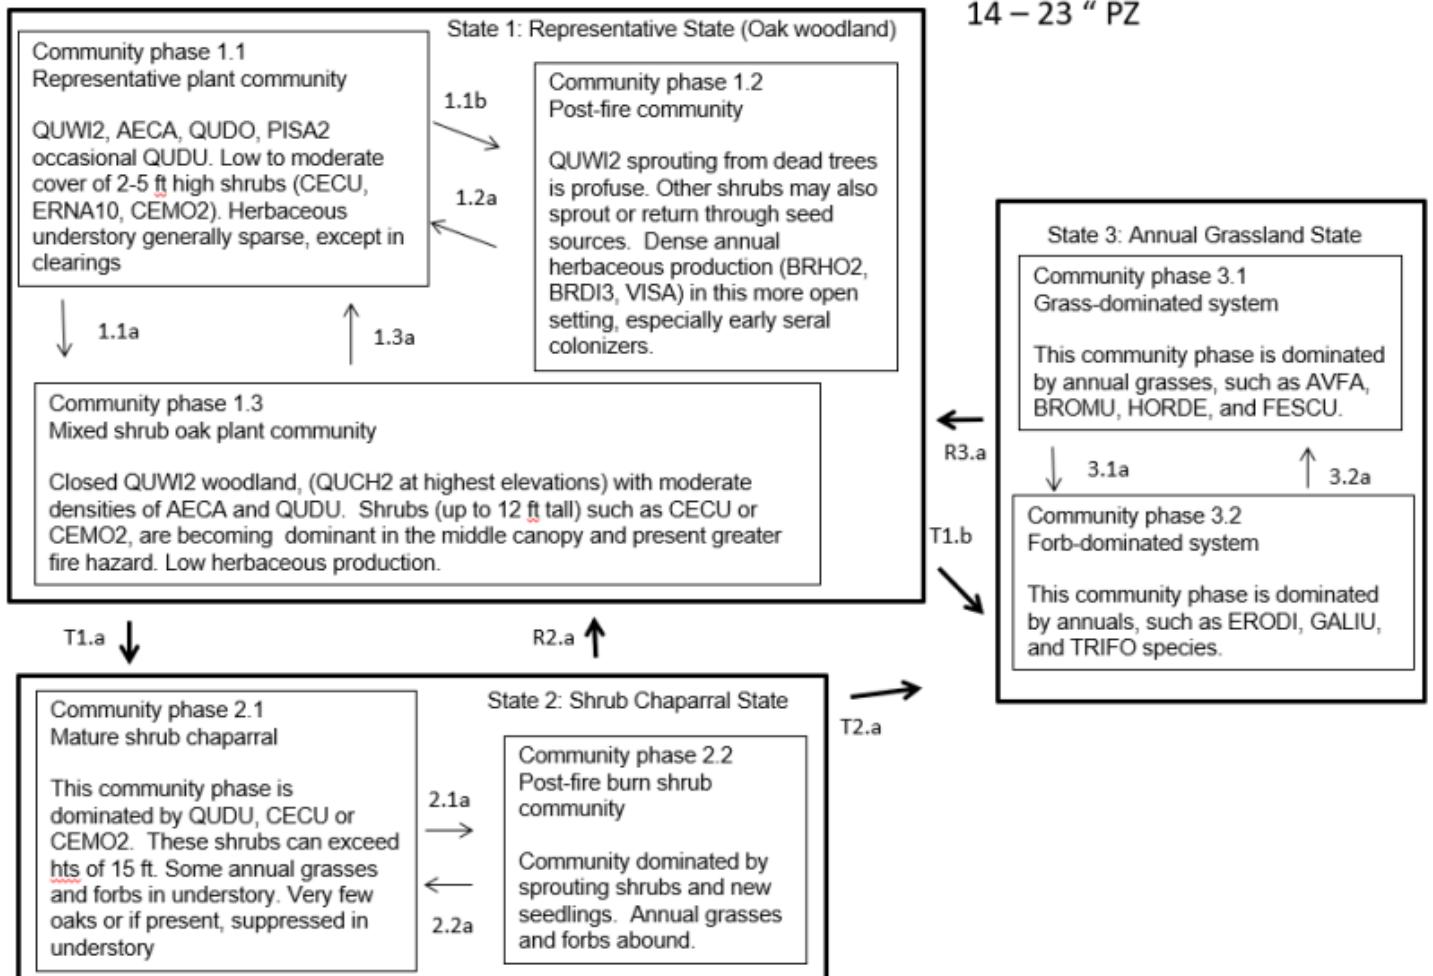 14 – 23 “ PZ
State 1: Representative State (Oak woodland)
Community phase 1.1
Representative plant community
QUWI2, AECA, QUDO, PISA2
occasional QUDU. Low to moderate
cover of 2-5 ft high shrubs (CECU,
ERNA10, CEMO2). Herbaceous
understory generally sparse, except in
clearings
1.1b
1.2a
Community phase 1.2
Post-fire community
QUWI2 sprouting from dead trees
is profuse. Other shrubs may also
sprout or return through seed
sources.  Dense annual
herbaceous production (BRHO2,
BRDI3, VISA) in this more open
setting, especially early seral
colonizers.
1.1a
1.3a
Community phase 1.3
Mixed shrub oak plant community
Closed QUWI2 woodland, (QUCH2 at highest elevations) with moderate
densities of AECA and QUDU.  Shrubs (up to 12 ft tall) such as CECU or
CEMO2, are becoming  dominant in the middle canopy and present greater
fire hazard. Low herbaceous production.
State 3: Annual Grassland State
Community phase 3.1
Grass-dominated system
This community phase is dominated
by annual grasses, such as AVFA,
BROMU, HORDE, and FESCU.
R3.a
3.1a
3.2a
T1.b
Community phase 3.2
Forb-dominated system
This community phase is dominated
by annuals, such as ERODI, GALIU,
and TRIFO species.
T1.a
R2.a
T2.a
State 2: Shrub Chaparral State
Community phase 2.1
Mature shrub chaparral
This community phase is
dominated by QUDU, CECU or
CEMO2.  These shrubs can exceed
hts of 15 ft. Some annual grasses
and forbs in understory. Very few
oaks or if present, suppressed in
understory
2.1a
2.2a
Community phase 2.2
Post-fire burn shrub
community
Community dominated by
sprouting shrubs and new
seedlings.  Annual grasses
and forbs abound.